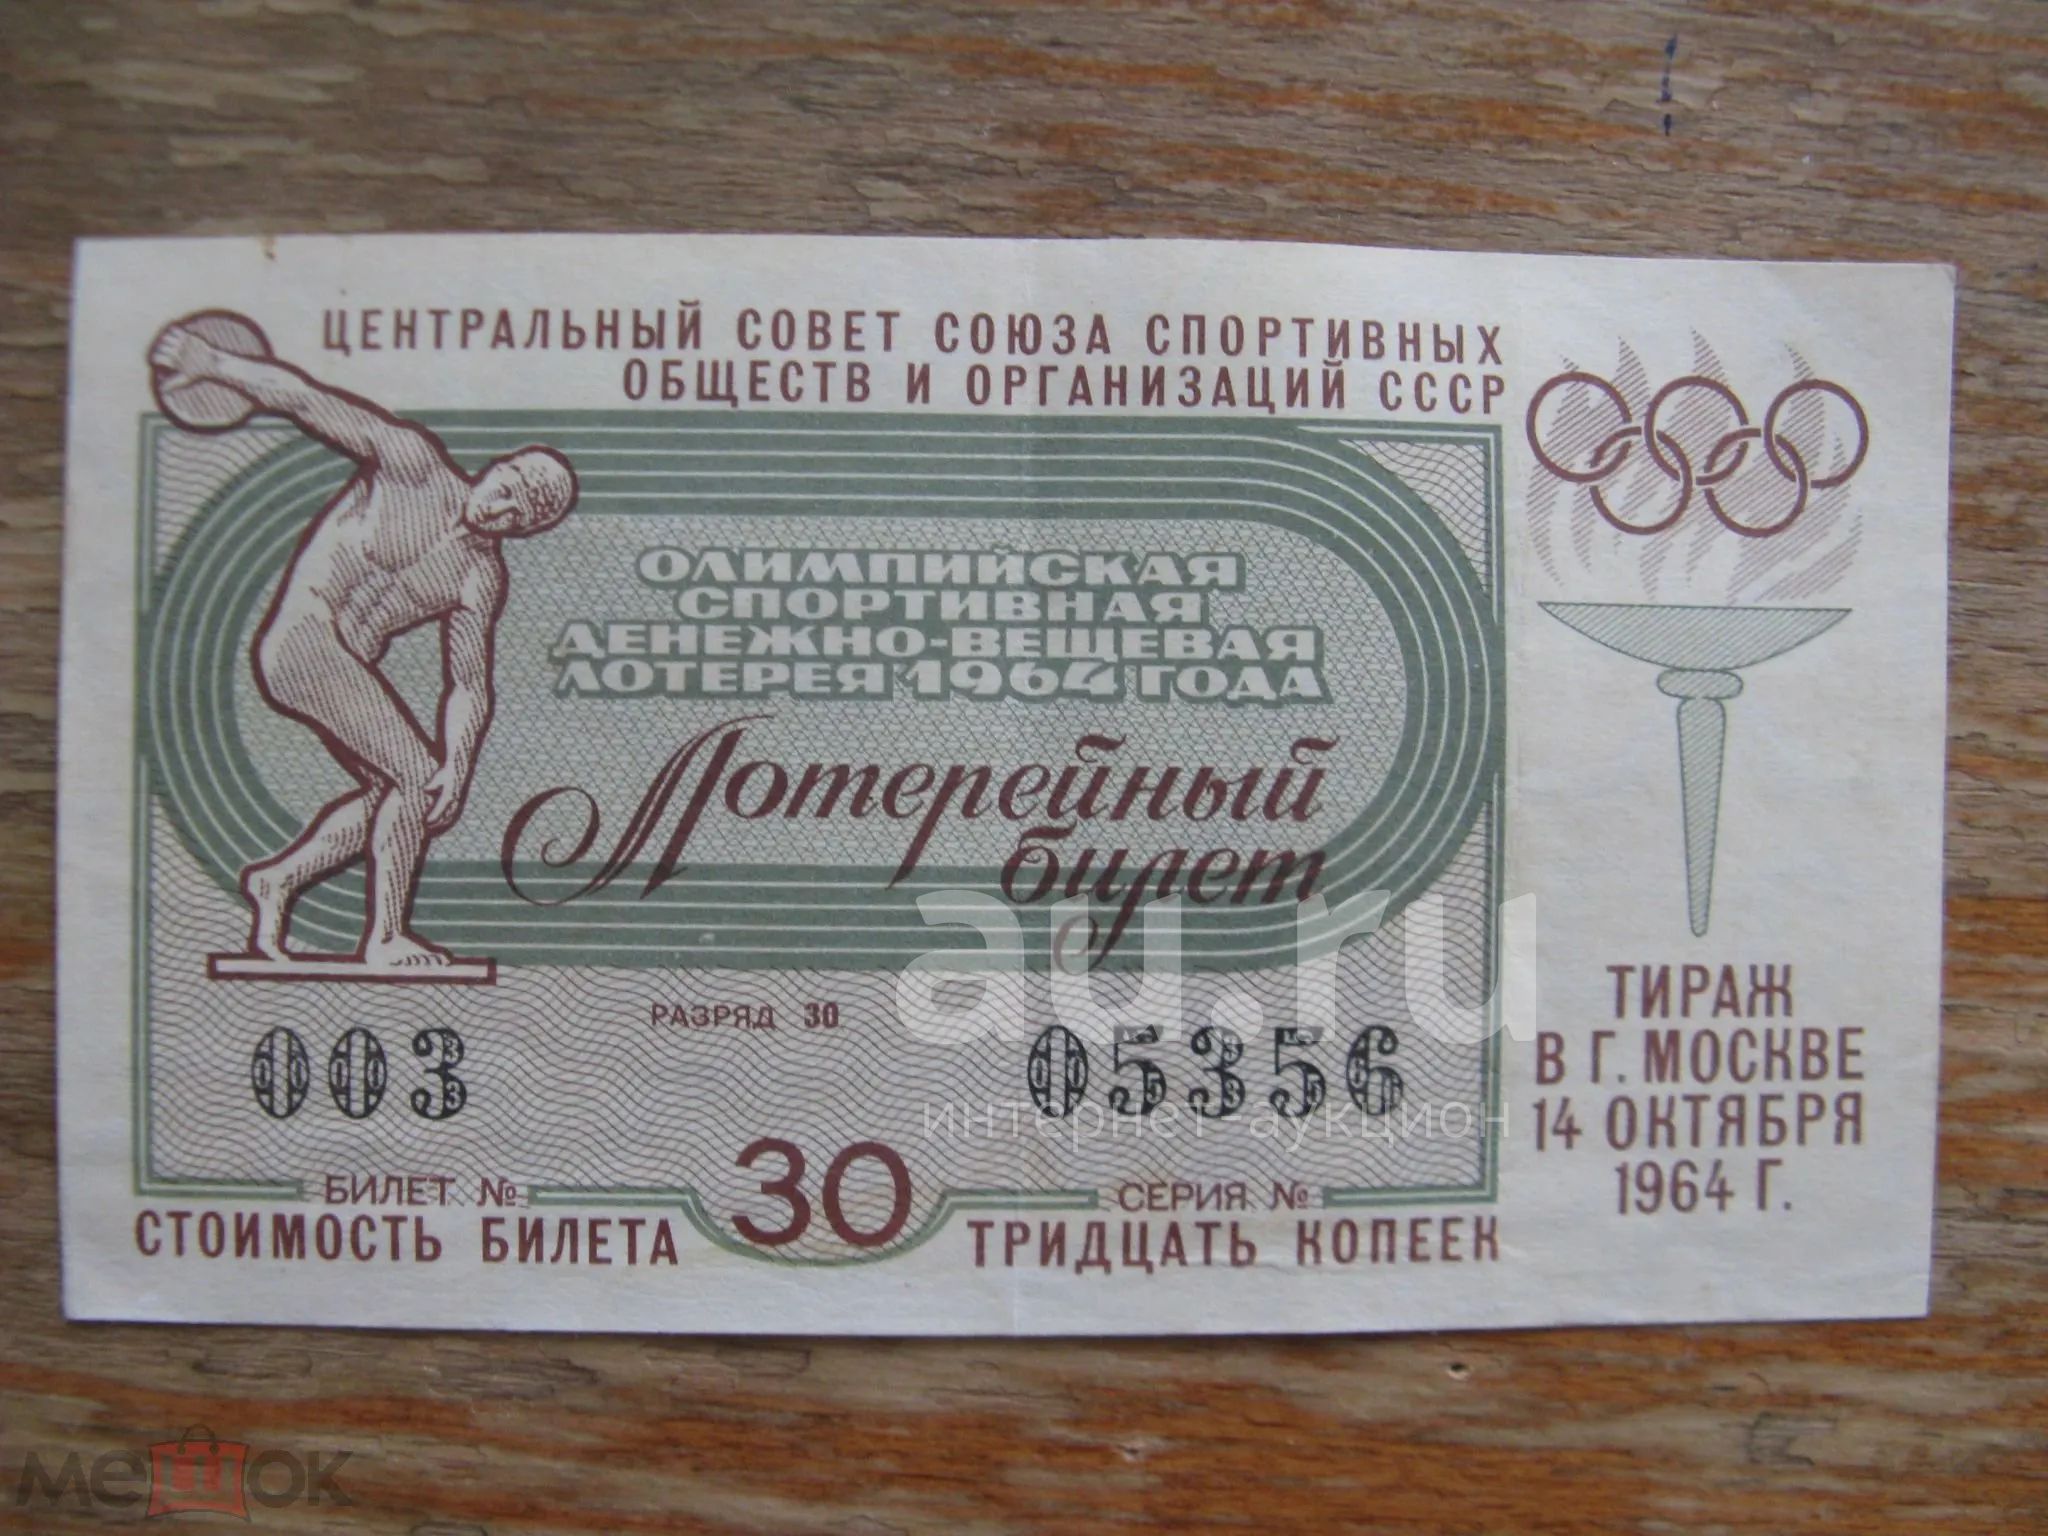 ЦЕНТРАЛЬНЫЙ СОВЕТ СОЮЗА СПОРТИВНЫХ
ОБЩЕСТВ И ОРГАНИЗАЦИЙ СССР
ОЛИМПИЙСКАЯ
СПОРТИВНАЯ
ДЕНЕЖНО-ВЕЩЕВАЯ
ЛОТЕРЕЯ 1964 ГОДА
Лотерейный
билет
РАЗРЯД 30
003
05356
БИЛЕТ №
СЕРИЯ №
СТОИМОСТЬ БИЛЕТА 30 ТРИДЦАТЬ КОПЕЕК
ТИРАЖ
В Г. МОСКВЕ
14 ОКТЯБРЯ
1964 Г.
au.ru
интернет-аукцион
мешок